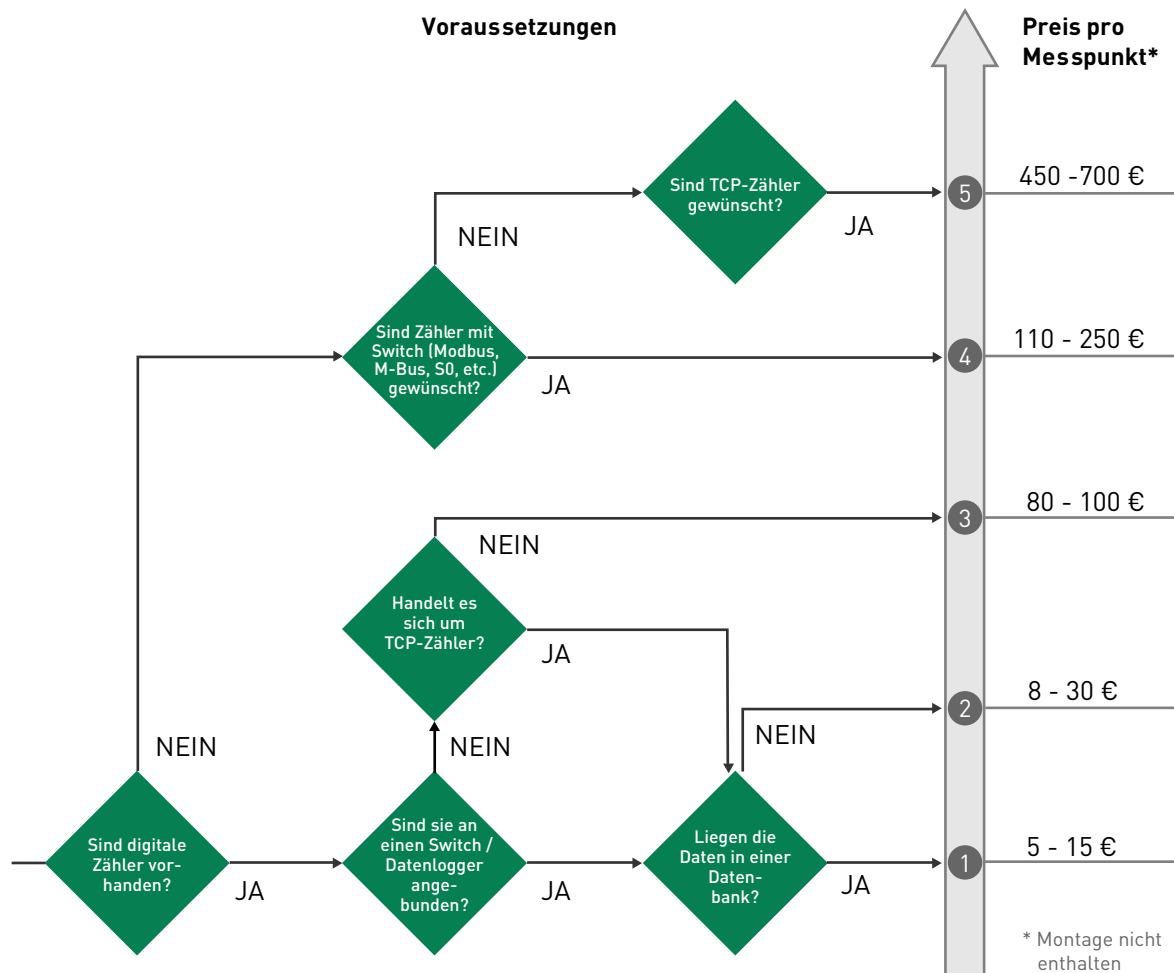 Voraussetzungen
Preis pro
Messpunkt*
Sind TCP-Zähler
gewünscht?
JA
5
450 -700 €
NEIN
Sind Zähler mit
Switch (Modbus,
M-Bus, S0, etc.)
gewünscht?
JA
4
110 - 250 €
3
80 - 100 €
NEIN
Handelt es
sich um
TCP-Zähler?
JA
2
8 - 30 €
NEIN
NEIN
NEIN
Sind digitale
Zähler vor-
handen?
JA
Sind sie an
einen Switch /
Datenlogger
ange-
bunden?
JA
Liegen die
Daten in einer
Daten-
bank?
JA
1
5 - 15 €
* Montage nicht
enthalten